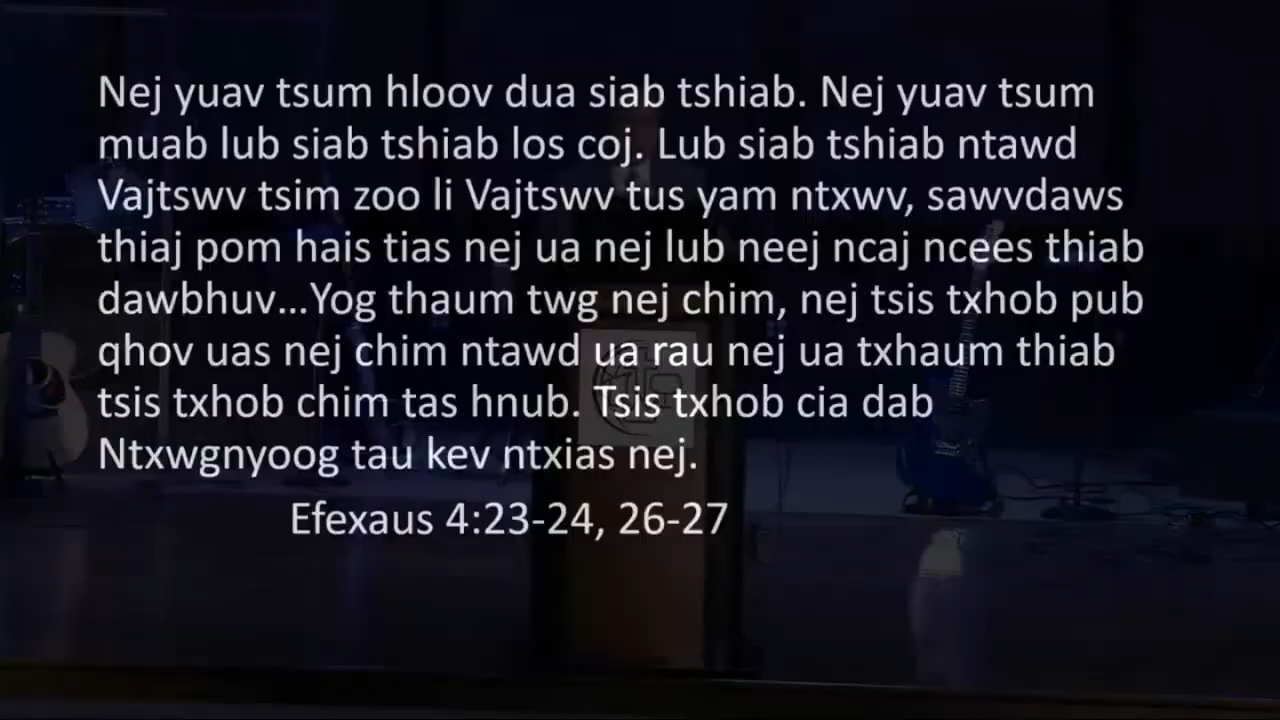 Nej yuav tsum hloov dua siab tshiab. Nej yuav tsum
muab lub siab tshiab los coj. Lub siab tshiab ntawd
Vajtswv tsim zoo li Vajtswv tus yam ntxwv, sawvdaws
thiaj pom hais tias nej ua nej lub neej ncaj ncees thiab
dawbhuv...Yog thaum twg nej chim, nej tsis txhob pub
qhov uas nej chim ntawd ua rau nej ua txhaum thiab
tsis txhob chim tas hnub. Tsis txhob cia dab
Ntxwgnyoog tau kev ntxias nej.
Efexaus 4:23-24, 26-27